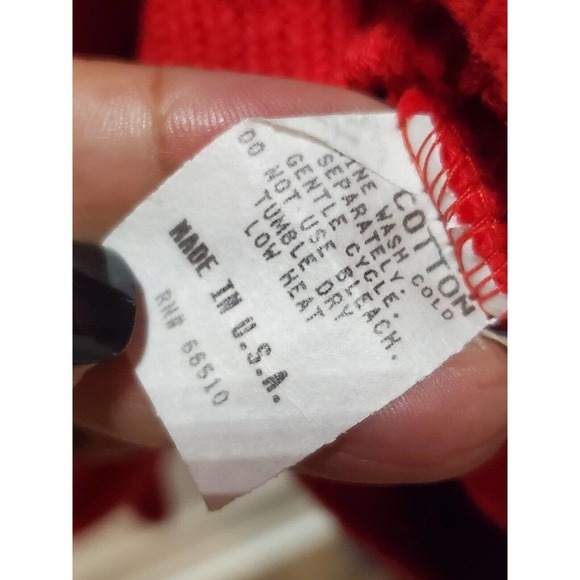 COTTON
INE WASH COLD
SEPARATELY.
GENTLE CYCLE.
DO NOT USE BLEACH.
TUMBLE DRY
LOW HEAT
MADE IN U.S.A.
RN# 66510